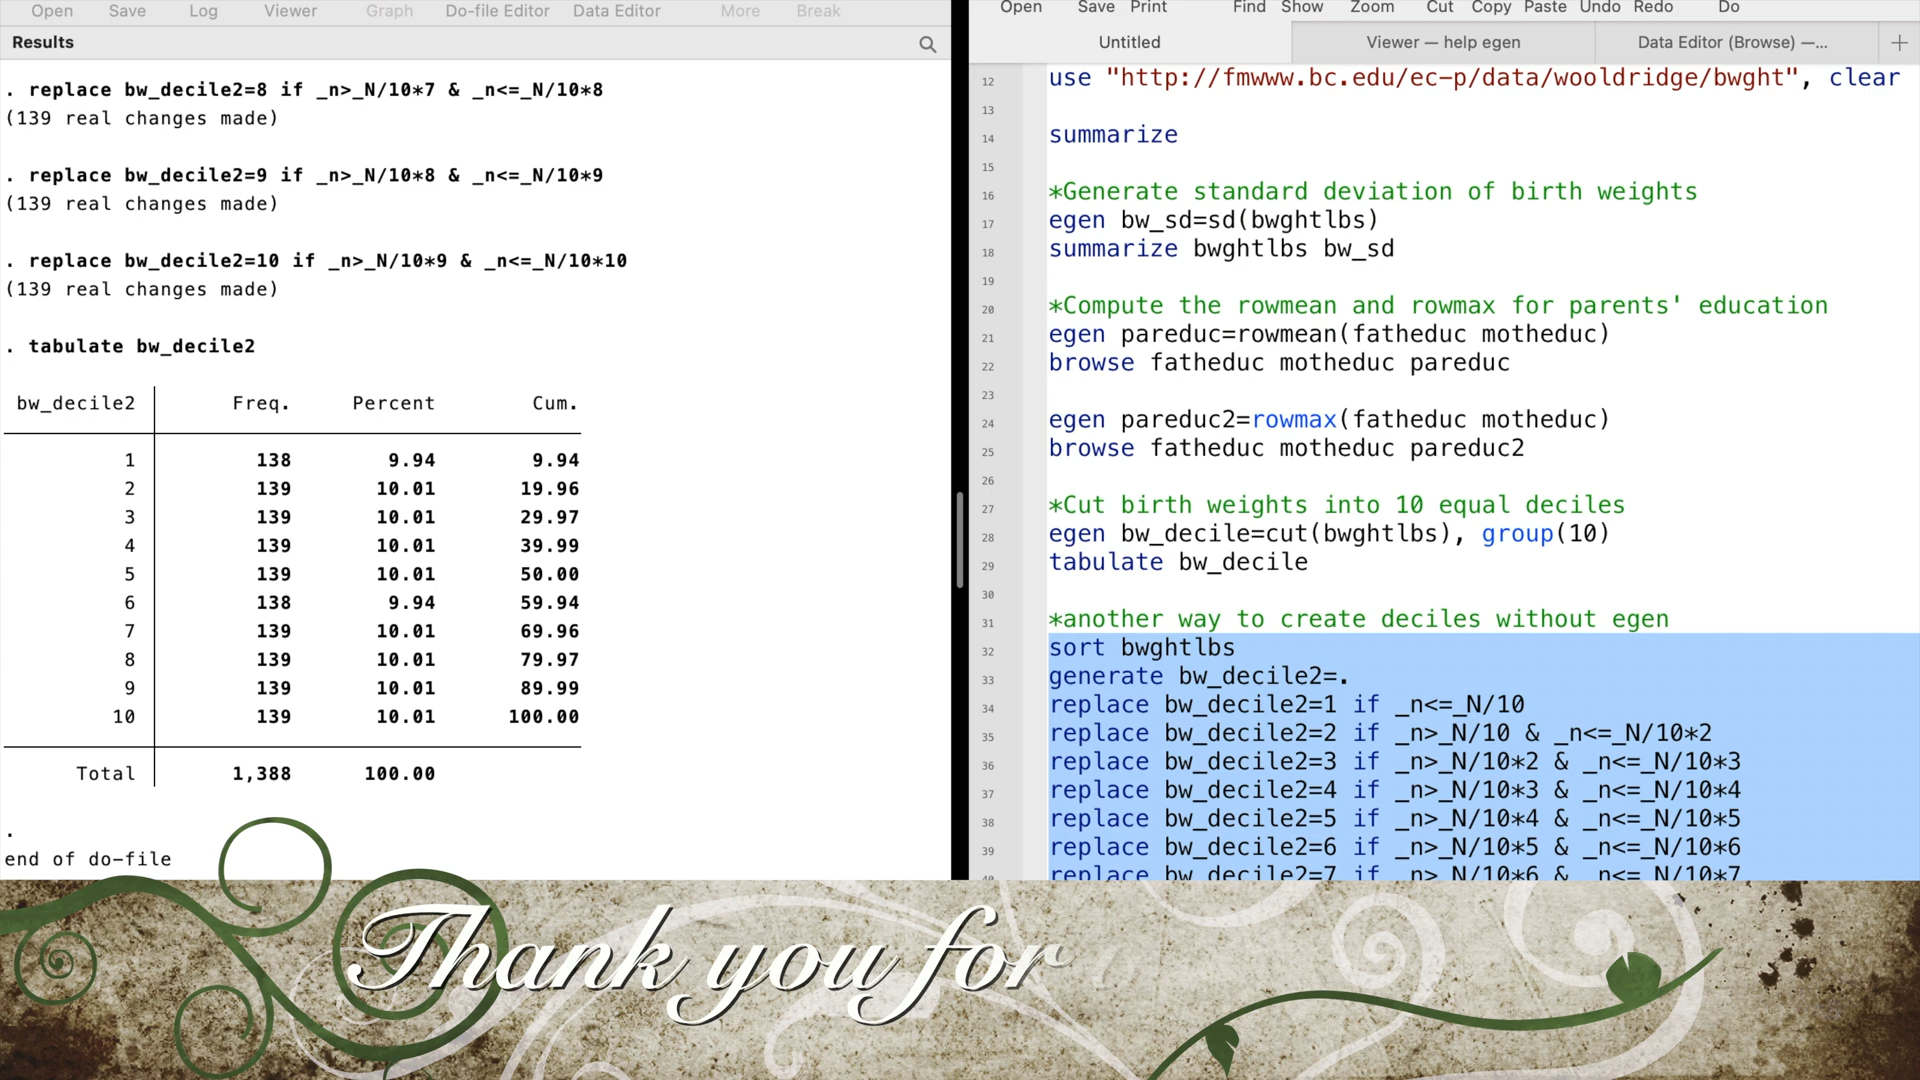 Open Save Log Viewer Graph Do-file Editor Data Editor More Break
Results
. replace bw_decile2=8 if _n>_N/10*7 & _n<=_N/10*8
(139 real changes made)
. replace bw_decile2=9 if _n>_N/10*8 & _n<=_N/10*9
(139 real changes made)
. replace bw_decile2=10 if _n>_N/10*9 & _n<=_N/10*10
(139 real changes made)
. tabulate bw_decile2
bw_decile2 Freq. Percent Cum.
1 138 9.94 9.94
2 139 10.01 19.96
3 139 10.01 29.97
4 139 10.01 39.99
5 139 10.01 50.00
6 138 9.94 59.94
7 139 10.01 69.96
8 139 10.01 79.97
9 139 10.01 89.99
10 139 10.01 100.00
Total 1,388 100.00
.
end of do-file
Open Save Print Find Show Zoom Cut Copy Paste Undo Redo Do
Untitled Viewer — help egen Data Editor (Browse) —...
12 use "http://fmwww.bc.edu/ec-p/data/wooldridge/bwght", clear
13
14 summarize
15
16 *Generate standard deviation of birth weights
17 egen bw_sd=sd(bwghtlbs)
18 summarize bwghtlbs bw_sd
19
20 *Compute the rowmean and rowmax for parents' education
21 egen pareduc=rowmean(fatheduc motheduc)
22 browse fatheduc motheduc pareduc
23
24 egen pareduc2=rowmax(fatheduc motheduc)
25 browse fatheduc motheduc pareduc2
26
27 *Cut birth weights into 10 equal deciles
28 egen bw_decile=cut(bwghtlbs), group(10)
29 tabulate bw_decile
30
31 *another way to create deciles without egen
32 sort bwghtlbs
33 generate bw_decile2=.
34 replace bw_decile2=1 if _n<=_N/10
35 replace bw_decile2=2 if _n>_N/10 & _n<=_N/10*2
36 replace bw_decile2=3 if _n>_N/10*2 & _n<=_N/10*3
37 replace bw_decile2=4 if _n>_N/10*3 & _n<=_N/10*4
38 replace bw_decile2=5 if _n>_N/10*4 & _n<=_N/10*5
39 replace bw_decile2=6 if _n>_N/10*5 & _n<=_N/10*6
40 replace bw_decile2=7 if _n>_N/10*6 & _n<=_N/10*7
Thank you for